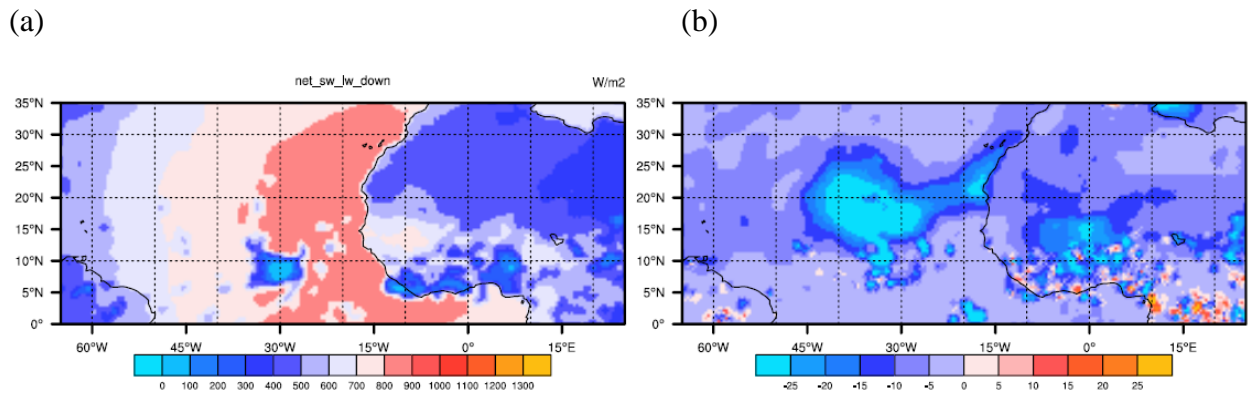 (a)
(b)
net_sw_lw_down W/m2
35°N
30°N
25°N
20°N
15°N
10°N
5°N
0°
60°W 45°W 30°W 15°W 0° 15°E
0 100 200 300 400 500 600 700 800 900 1000 1100 1200 1300
35°N
30°N
25°N
20°N
15°N
10°N
5°N
0°
60°W 45°W 30°W 15°W 0° 15°E
-25 -20 -15 -10 -5 0 5 10 15 20 25